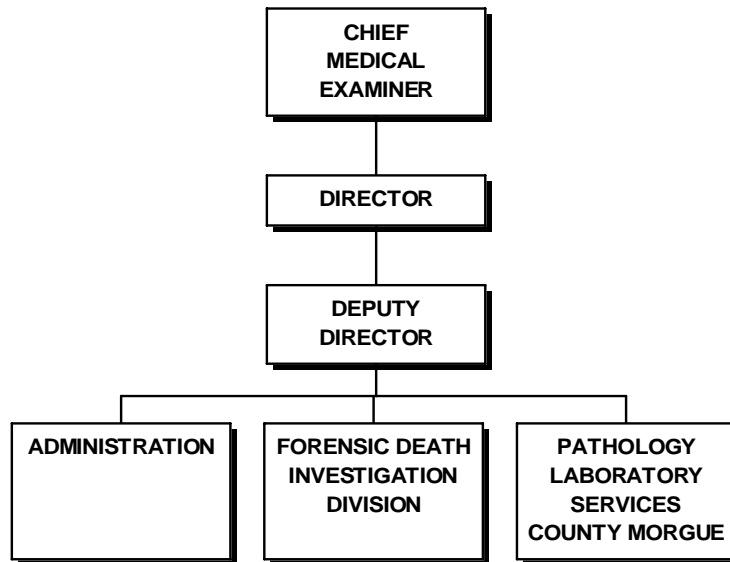 CHIEF
MEDICAL
EXAMINER
DIRECTOR
DEPUTY
DIRECTOR
ADMINISTRATION
FORENSIC DEATH
INVESTIGATION
DIVISION
PATHOLOGY
LABORATORY
SERVICES
COUNTY MORGUE